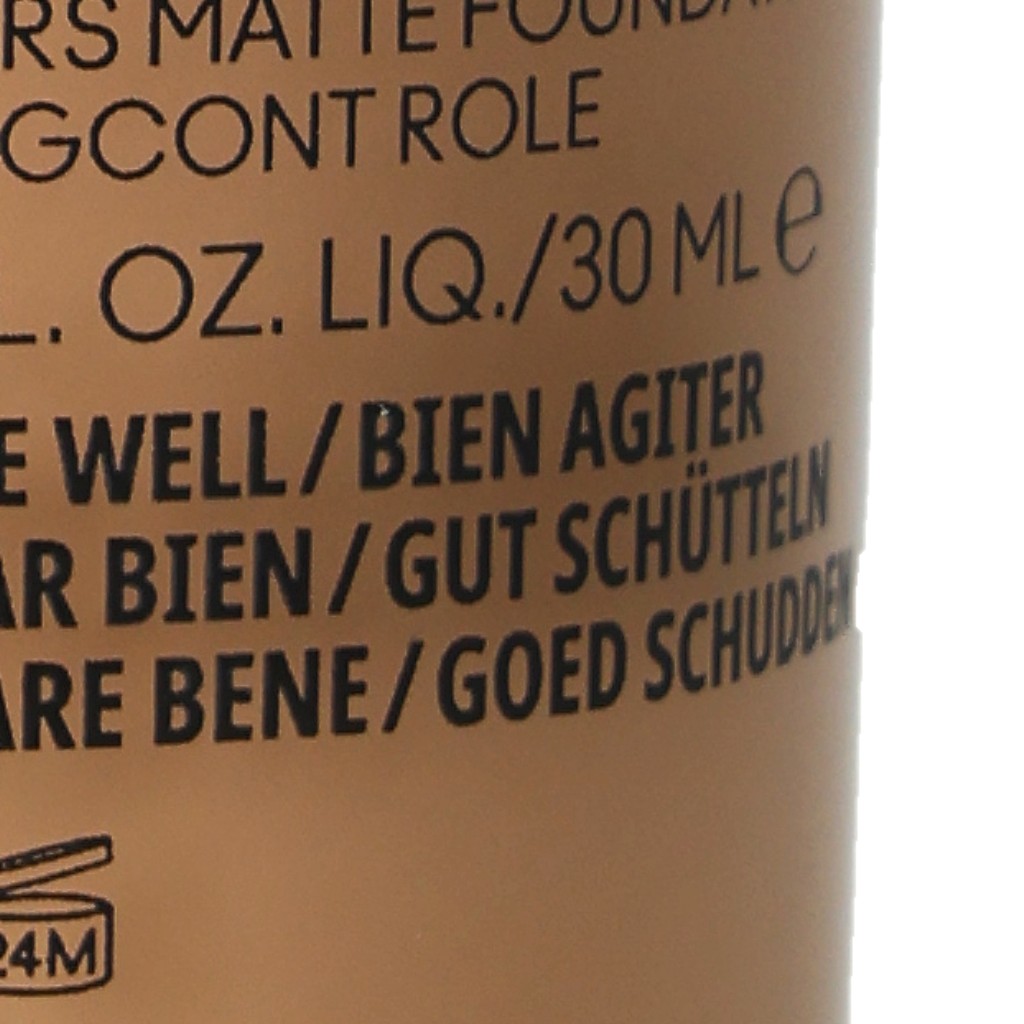 RS MATTE FOUNDA
GCONT ROLE
L. OZ. LIQ./30 ML e
E WELL / BIEN AGITER
AR BIEN / GUT SCHÜTTELN
ARE BENE / GOED SCHUDDEN
24M